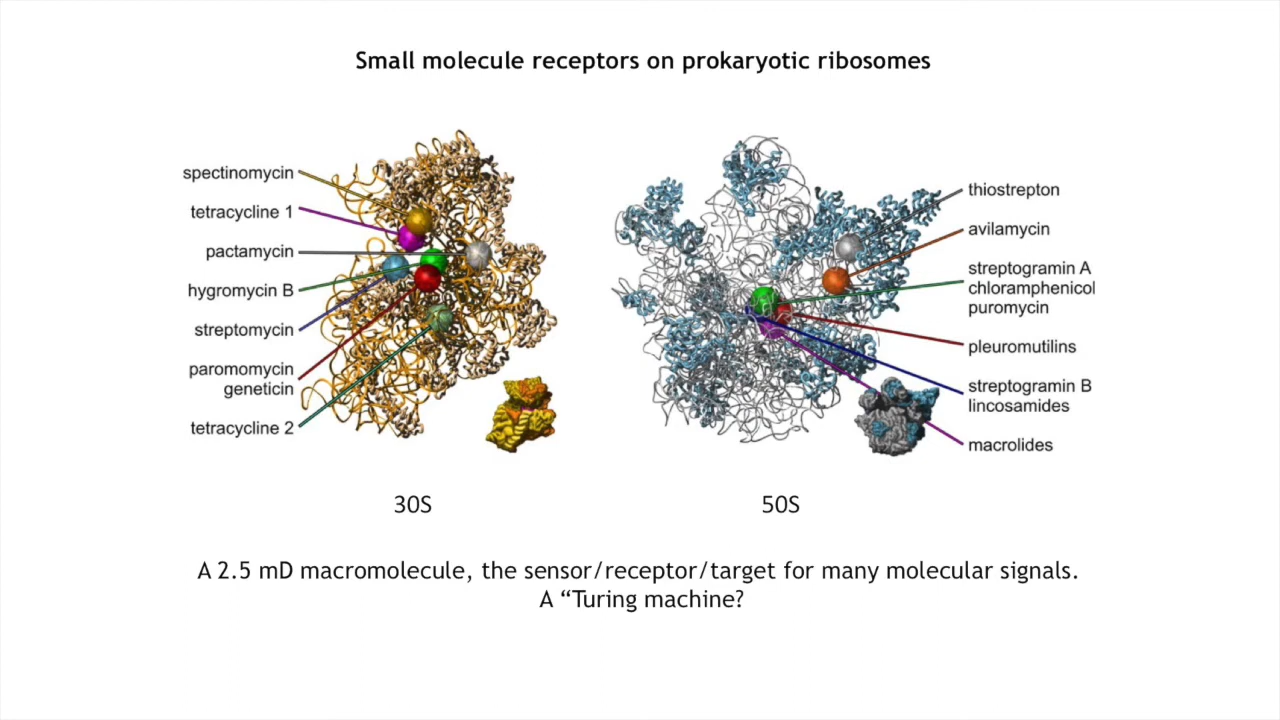 Small molecule receptors on prokaryotic ribosomes
spectinomycin
tetracycline 1
pactamycin
hygromycin B
streptomycin
paromomycin
geneticin
tetracycline 2
thiostrepton
avilamycin
streptogramin A
chloramphenicol
puromycin
pleuromutilins
streptogramin B
lincosamides
macrolides
30S
50S
A 2.5 mD macromolecule, the sensor/receptor/target for many molecular signals.
A “Turing machine?